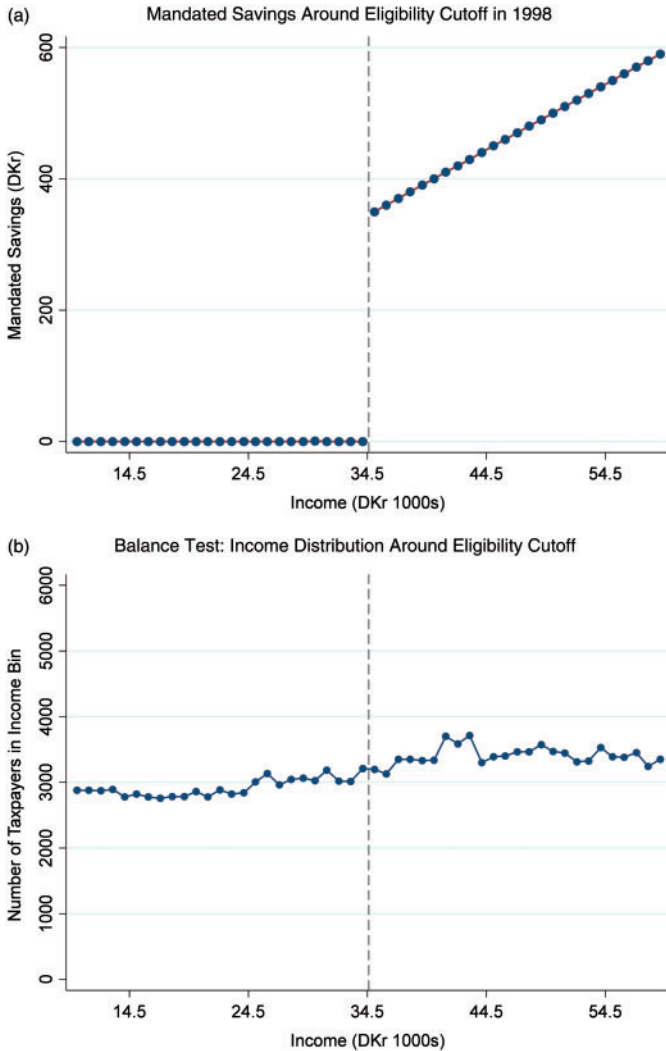 (a) Mandated Savings Around Eligibility Cutoff in 1998
Mandated Savings (DKr)
600
400
200
0
14.5 24.5 34.5 44.5 54.5
Income (DKr 1000s)
(b) Balance Test: Income Distribution Around Eligibility Cutoff
Number of Taxpayers in Income Bin
6000
5000
4000
3000
2000
1000
0
14.5 24.5 34.5 44.5 54.5
Income (DKr 1000s)